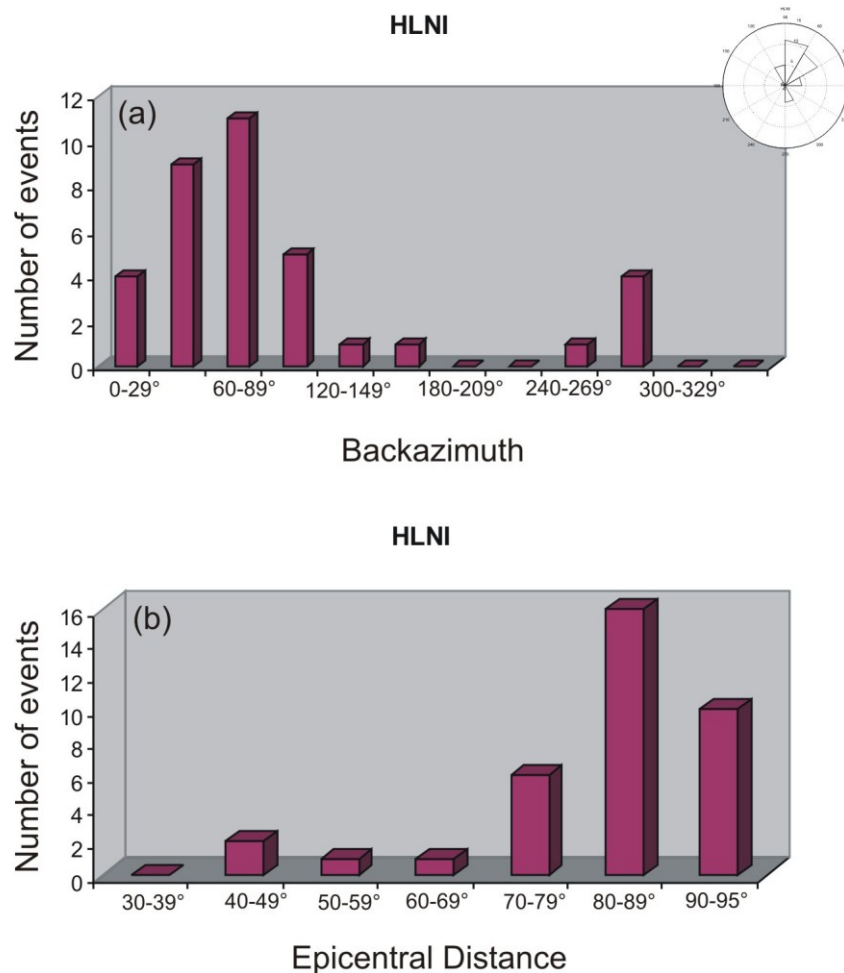 HLNI
(a)
Number of events
12
10
8
6
4
2
0
0-29° 60-89° 120-149° 180-209° 240-269° 300-329°
Backazimuth
HLNI
(b)
Number of events
16
14
12
10
8
6
4
2
0
30-39° 40-49° 50-59° 60-69° 70-79° 80-89° 90-95°
Epicentral Distance